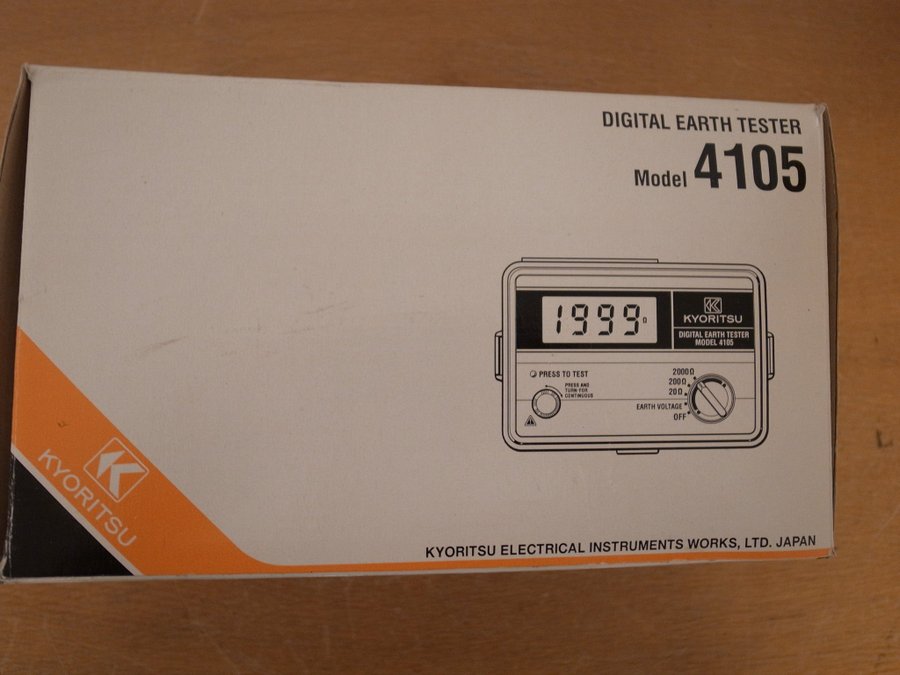 DIGITAL EARTH TESTER
Model 4105
1999Ω
KYORITSU
DIGITAL EARTH TESTER
MODEL 4105
PRESS TO TEST
PRESS AND
TURN FOR
CONTINUOUS
2000Ω
200Ω
20Ω
EARTH VOLTAGE
OFF
KYORITSU
KYORITSU ELECTRICAL INSTRUMENTS WORKS, LTD. JAPAN